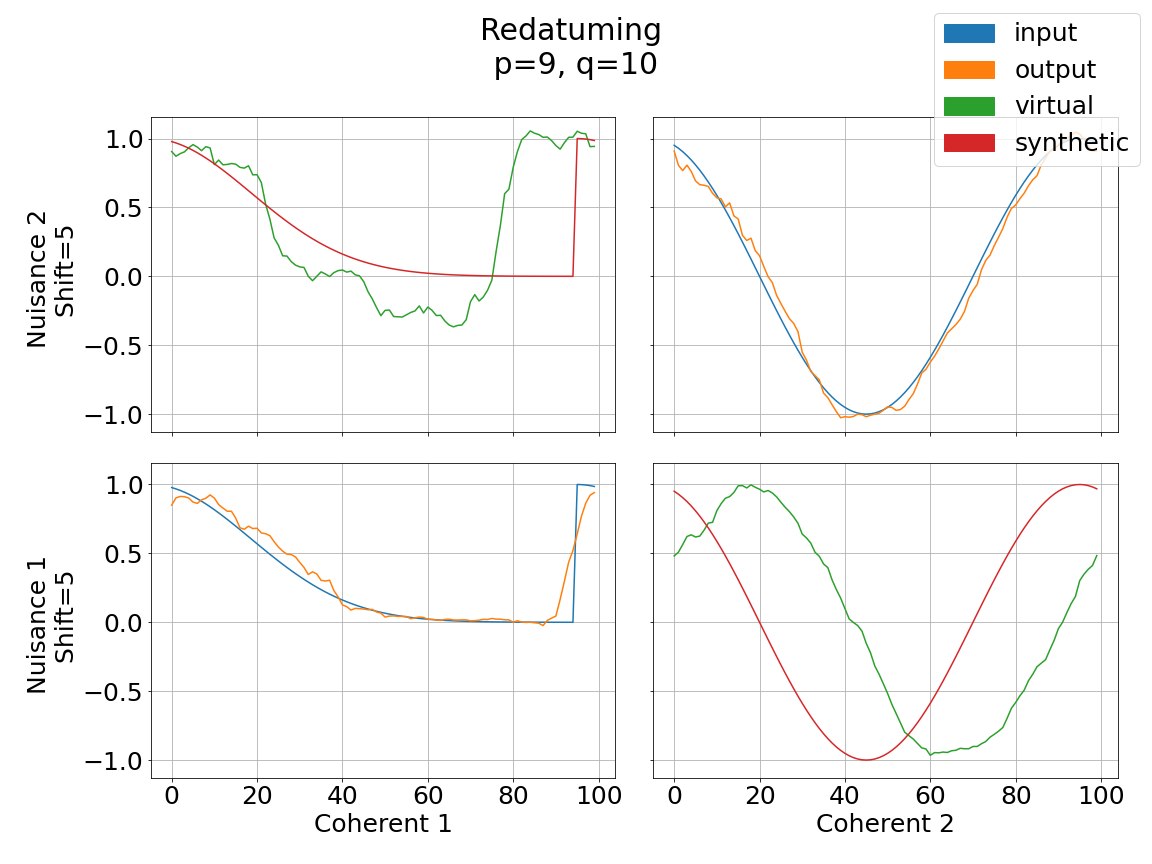 Redatuming
p=9, q=10
input
output
virtual
synthetic
Nuisance 2
Shift=5
1.0
0.5
0.0
−0.5
−1.0
Nuisance 1
Shift=5
1.0
0.5
0.0
−0.5
−1.0
0 20 40 60 80 100
0 20 40 60 80 100
Coherent 1
Coherent 2